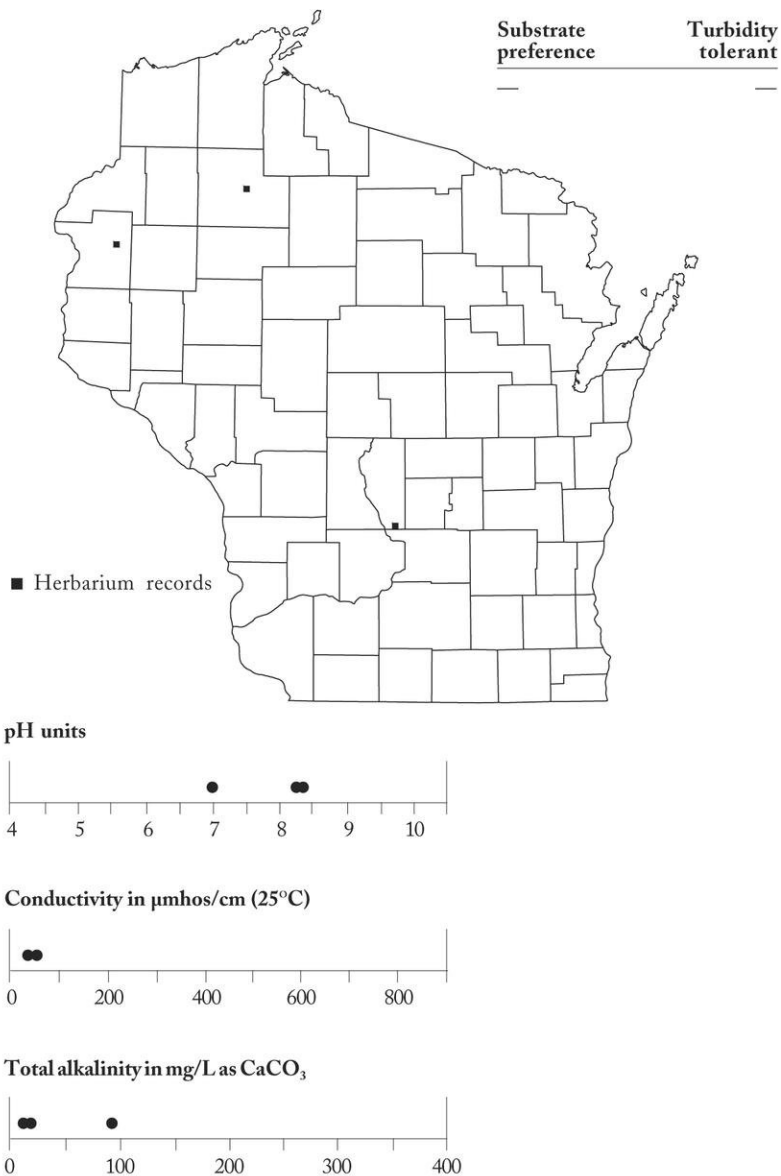 Substrate preference
Turbidity tolerant
— —
■ Herbarium records
pH units
4 5 6 7 8 9 10
Conductivity in µmhos/cm (25°C)
0 200 400 600 800
Total alkalinity in mg/L as CaCO₃
0 100 200 300 400